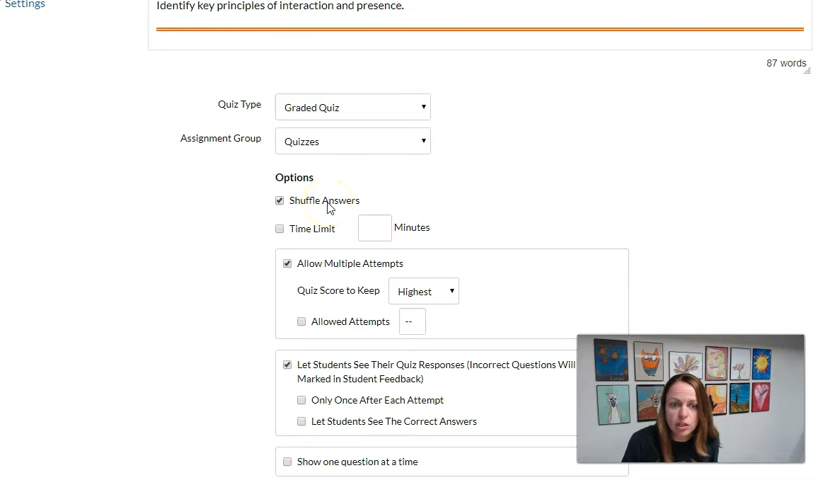 Settings
Identify key principles of interaction and presence.
87 words
Quiz Type
Graded Quiz
Assignment Group
Quizzes
Options
Shuffle Answers
Time Limit
Minutes
Allow Multiple Attempts
Quiz Score to Keep
Highest
Allowed Attempts
--
Let Students See Their Quiz Responses (Incorrect Questions Will
Marked in Student Feedback)
Only Once After Each Attempt
Let Students See The Correct Answers
Show one question at a time